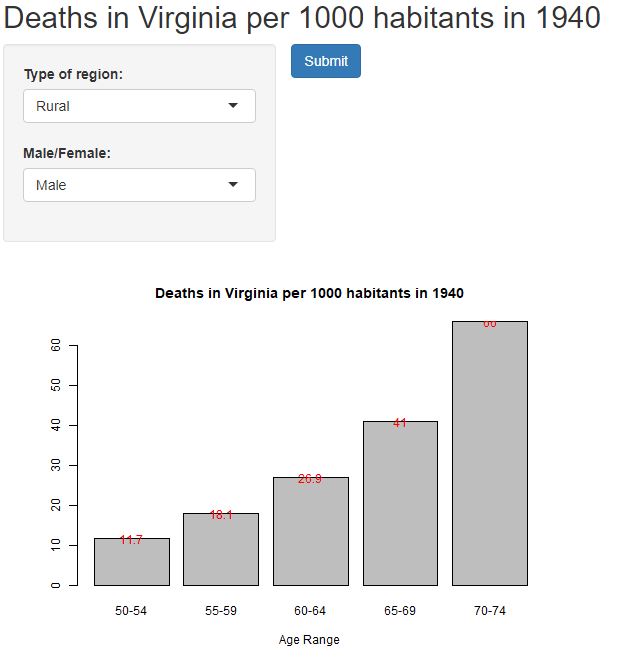 Deaths in Virginia per 1000 habitants in 1940
Type of region:
Submit
Rural
Male/Female:
Male
Deaths in Virginia per 1000 habitants in 1940
60
50
40
30
20
10
0
66
41
26.9
18.1
11.7
50-54 55-59 60-64 65-69 70-74
Age Range